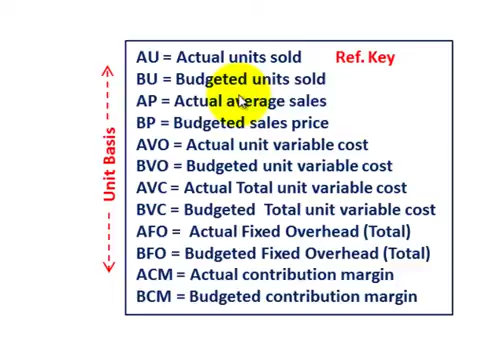 AU = Actual units sold Ref. Key
BU = Budgeted units sold
AP = Actual average sales
BP = Budgeted sales price
AVO = Actual unit variable cost
BVO = Budgeted unit variable cost
AVC = Actual Total unit variable cost
BVC = Budgeted Total unit variable cost
AFO = Actual Fixed Overhead (Total)
BFO = Budgeted Fixed Overhead (Total)
ACM = Actual contribution margin
BCM = Budgeted contribution margin
Unit Basis